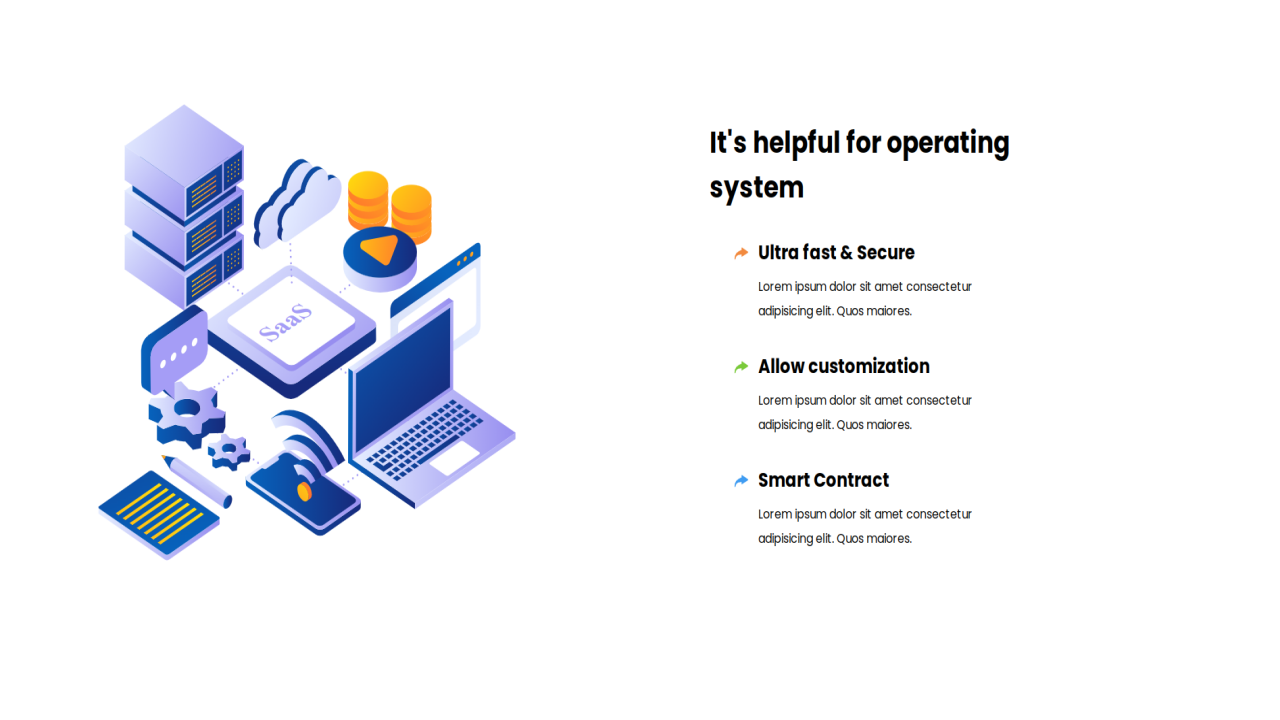 SaaS
It's helpful for operating
system
Ultra fast & Secure
Lorem ipsum dolor sit amet consectetur
adipisicing elit. Quos maiores.
Allow customization
Lorem ipsum dolor sit amet consectetur
adipisicing elit. Quos maiores.
Smart Contract
Lorem ipsum dolor sit amet consectetur
adipisicing elit. Quos maiores.